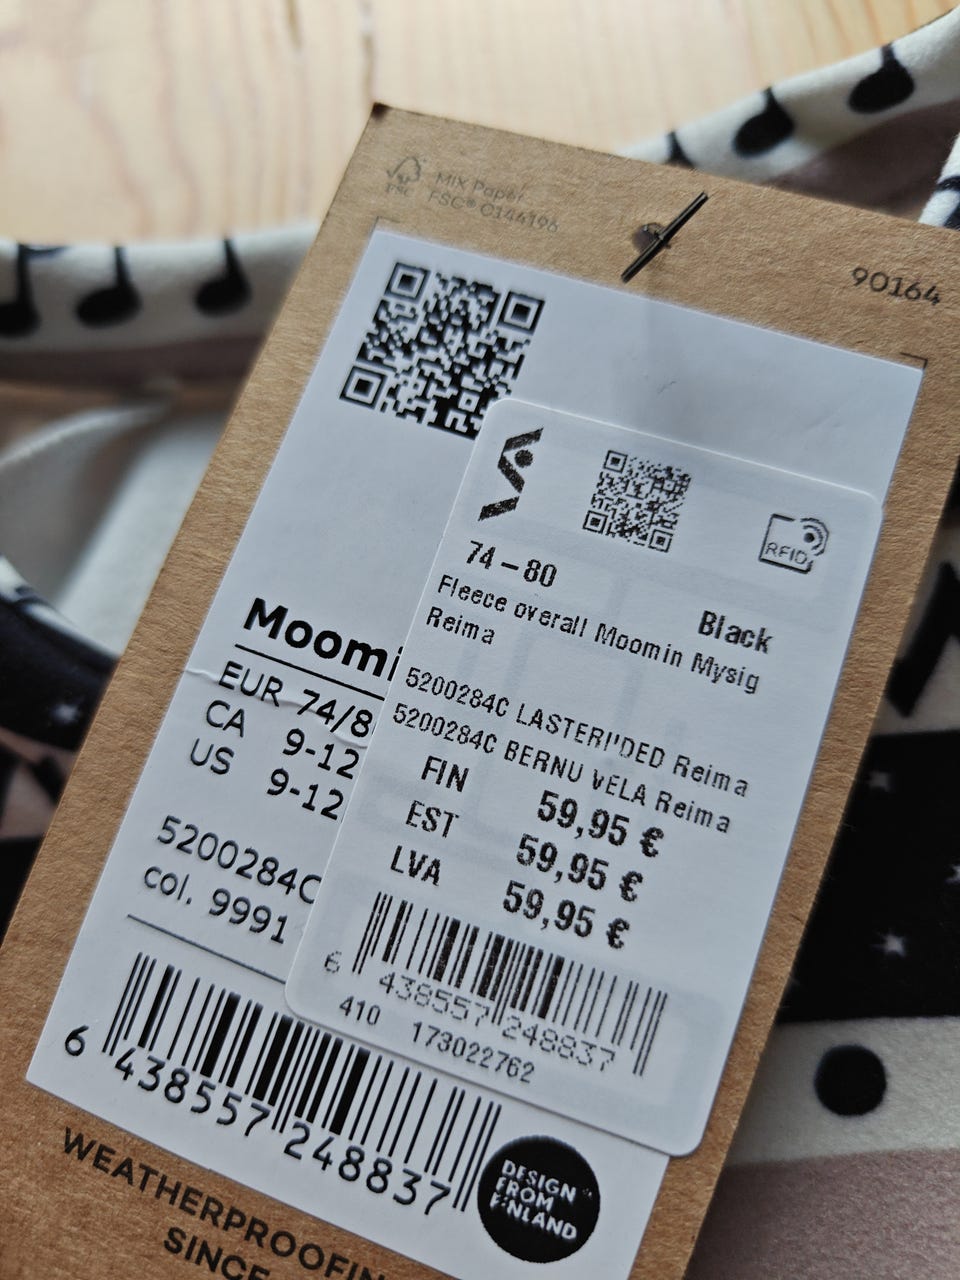 MIX Paper
FSC® C144196
FSC
90164
RFID
74-80
Black
Fleece overall Moomin Mysig
Reima
5200284C LASTERI'DED Reima
5200284C BERNU VELA Reima
FIN 59,95 €
EST 59,95 €
LVA 59,95 €
6 438557 248837
410 173022762
Moomi
EUR 74/8
CA 9-12
US 9-12
5200284C
col. 9991
6 438557 248837
DESIGN
FROM
FINLAND
WEATHERPROOFIN
SINCE